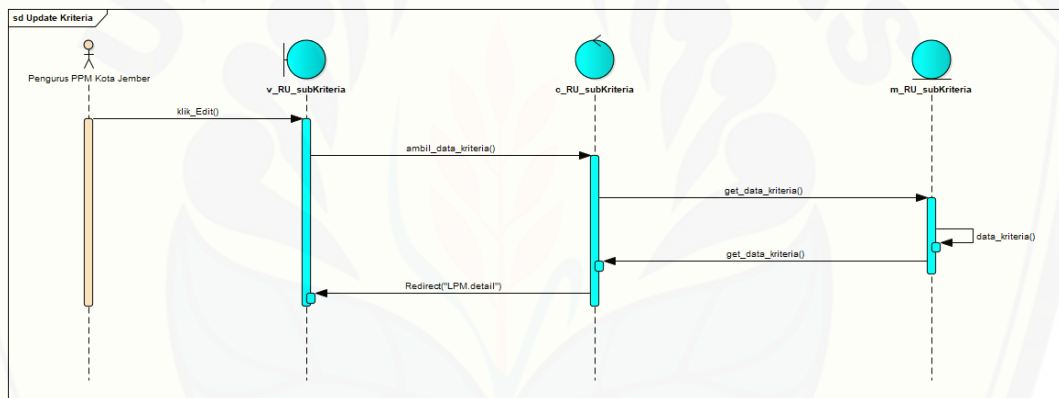 sd Update Kriteria
Pengurus PPM Kota Jember
v_RU_subKriteria
c_RU_subKriteria
m_RU_subKriteria
klik_Edit()
ambil_data_kriteria()
get_data_kriteria()
data_kriteria()
get_data_kriteria()
Redirect("LPM.detail")